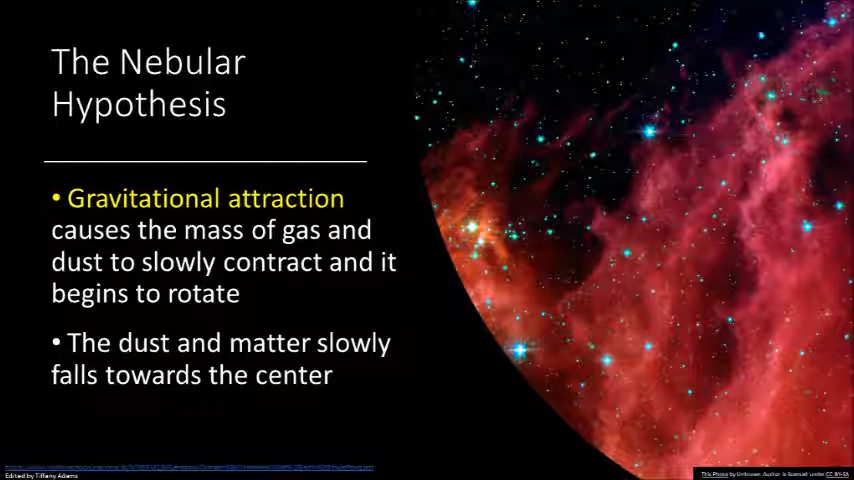 The Nebular
Hypothesis
• Gravitational attraction
causes the mass of gas and
dust to slowly contract and it
begins to rotate
• The dust and matter slowly
falls towards the center
Edited by Tiffany Adams
This Photo by Unknown Author is licensed under CC BY-SA